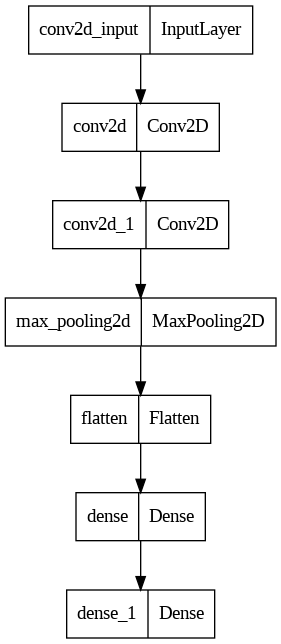 conv2d_input InputLayer
conv2d Conv2D
conv2d_1 Conv2D
max_pooling2d MaxPooling2D
flatten Flatten
dense Dense
dense_1 Dense